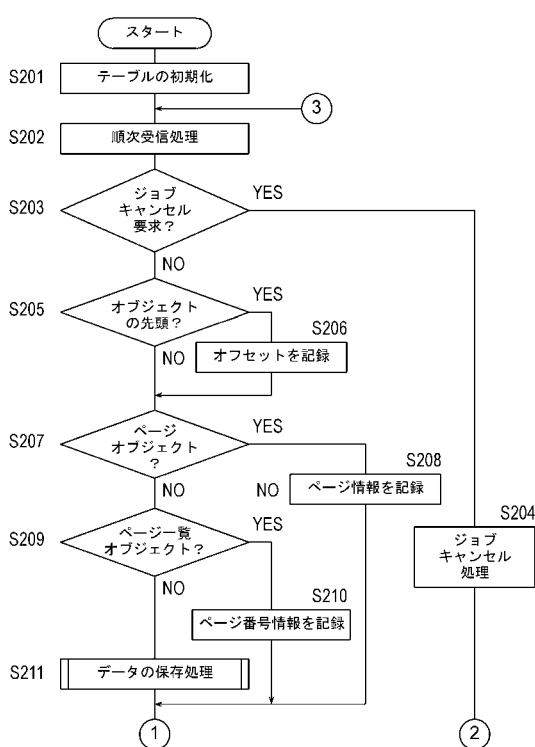 スタート
S201
テーブルの初期化
3
S202
順次受信処理
S203
ジョブ
キャンセル
要求?
YES
NO
S205
オブジェクト
の先頭?
YES
NO
S206
オフセットを記録
S207
ページ
オブジェクト
?
YES
NO
NO
S208
ページ情報を記録
S209
ページ一覧
オブジェクト?
YES
NO
S204
ジョブ
キャンセル
処理
S210
ページ番号情報を記録
S211
データの保存処理
1
2